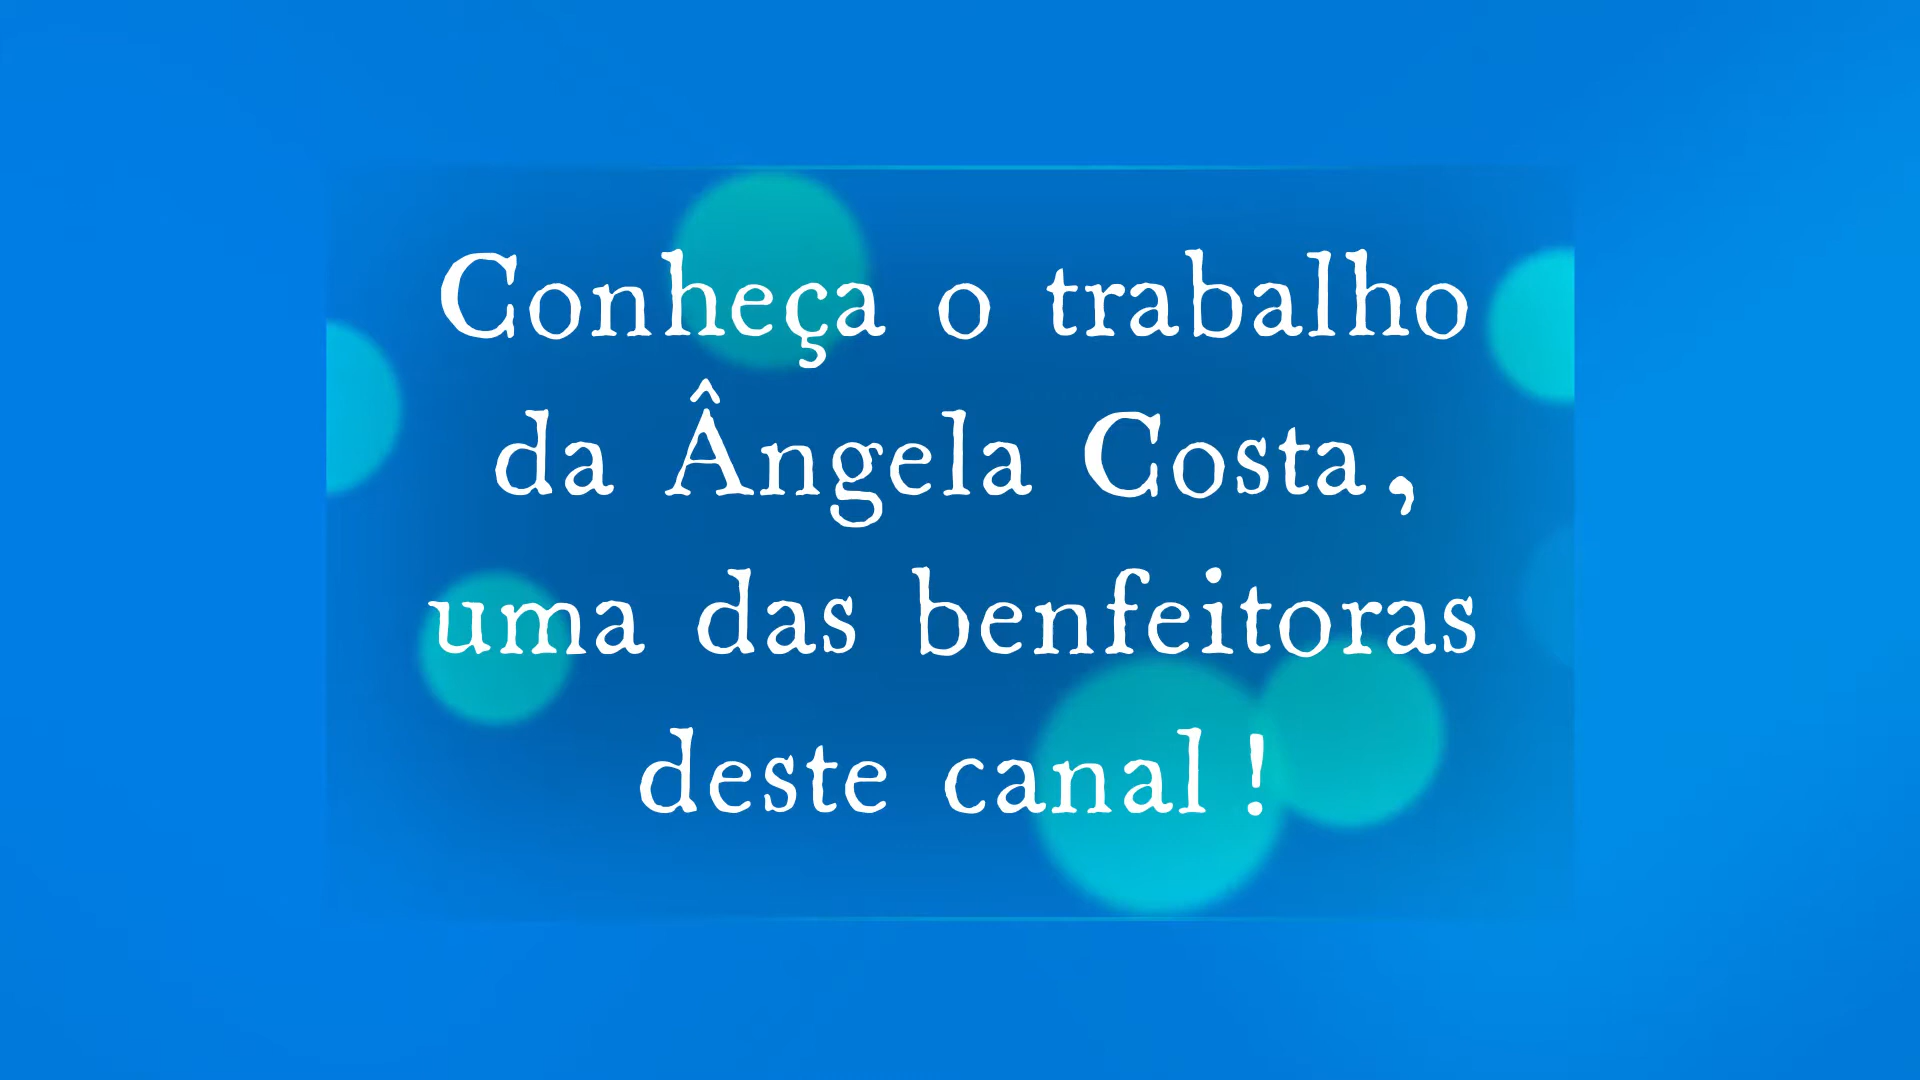 Conheça o trabalho
da Ângela Costa,
uma das benfeitoras
deste canal!